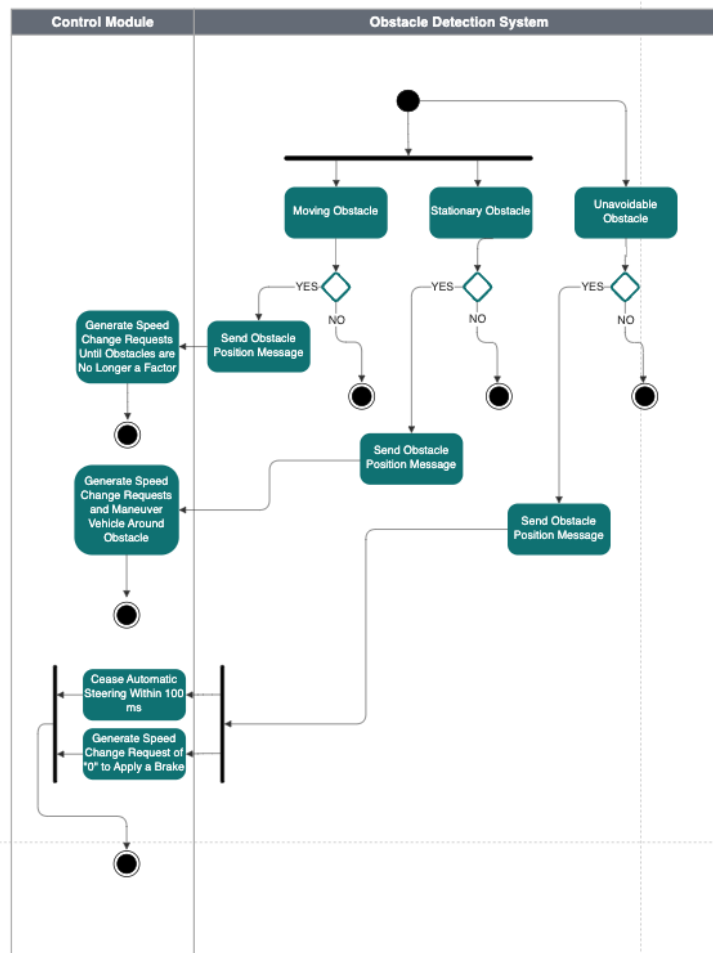 Control Module
Obstacle Detection System
Moving Obstacle
Stationary Obstacle
Unavoidable
Obstacle
YES
YES
YES
NO
NO
NO
Generate Speed
Change Requests
Until Obstacles are
No Longer a Factor
Send Obstacle
Position Message
Send Obstacle
Position Message
Generate Speed
Change Requests
and Maneuver
Vehicle Around
Obstacle
Send Obstacle
Position Message
Cease Automatic
Steering Within 100
ms
Generate Speed
Change Request of
"0" to Apply a Brake